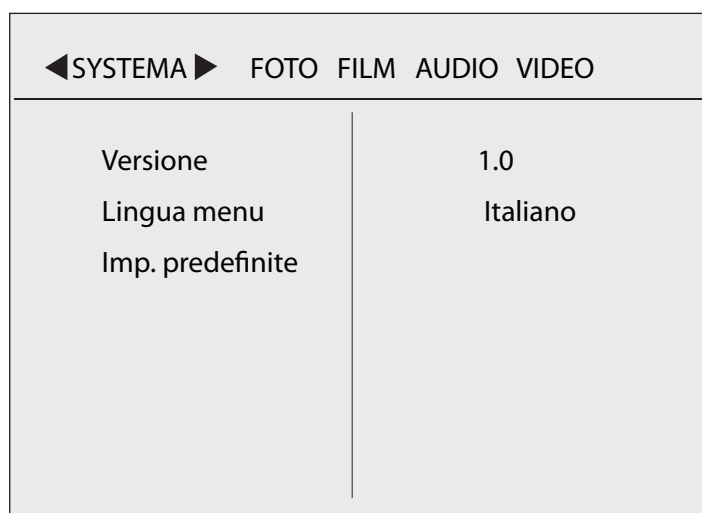 SYSTEMA FOTO FILM AUDIO VIDEO
Versione 1.0
Lingua menu Italiano
Imp. predefinite